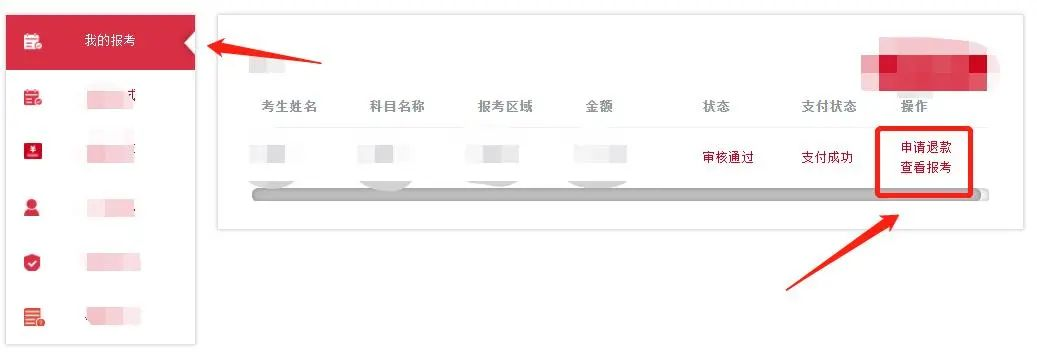 我的报考
考生姓名 科目名称 报考区域 金额 状态 支付状态 操作
审核通过 支付成功 申请退款
查看报考